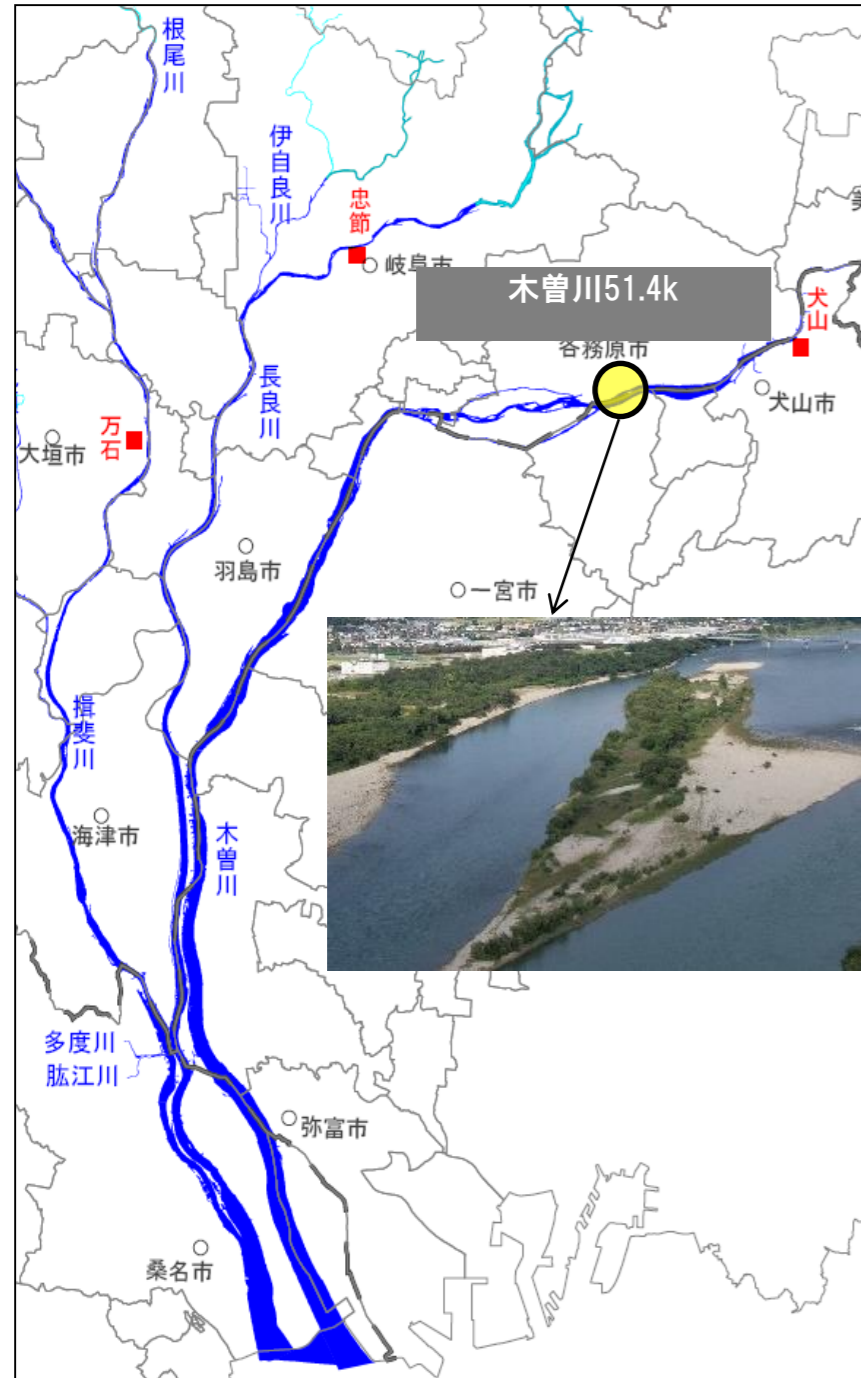 根尾川
伊自良川
忠節
岐阜市
木曽川51.4k
犬山
各務原市
犬山市
長良川
万石
大垣市
羽島市
一宮市
揖斐川
海津市
木曽川
多度川
肱江川
弥富市
桑名市